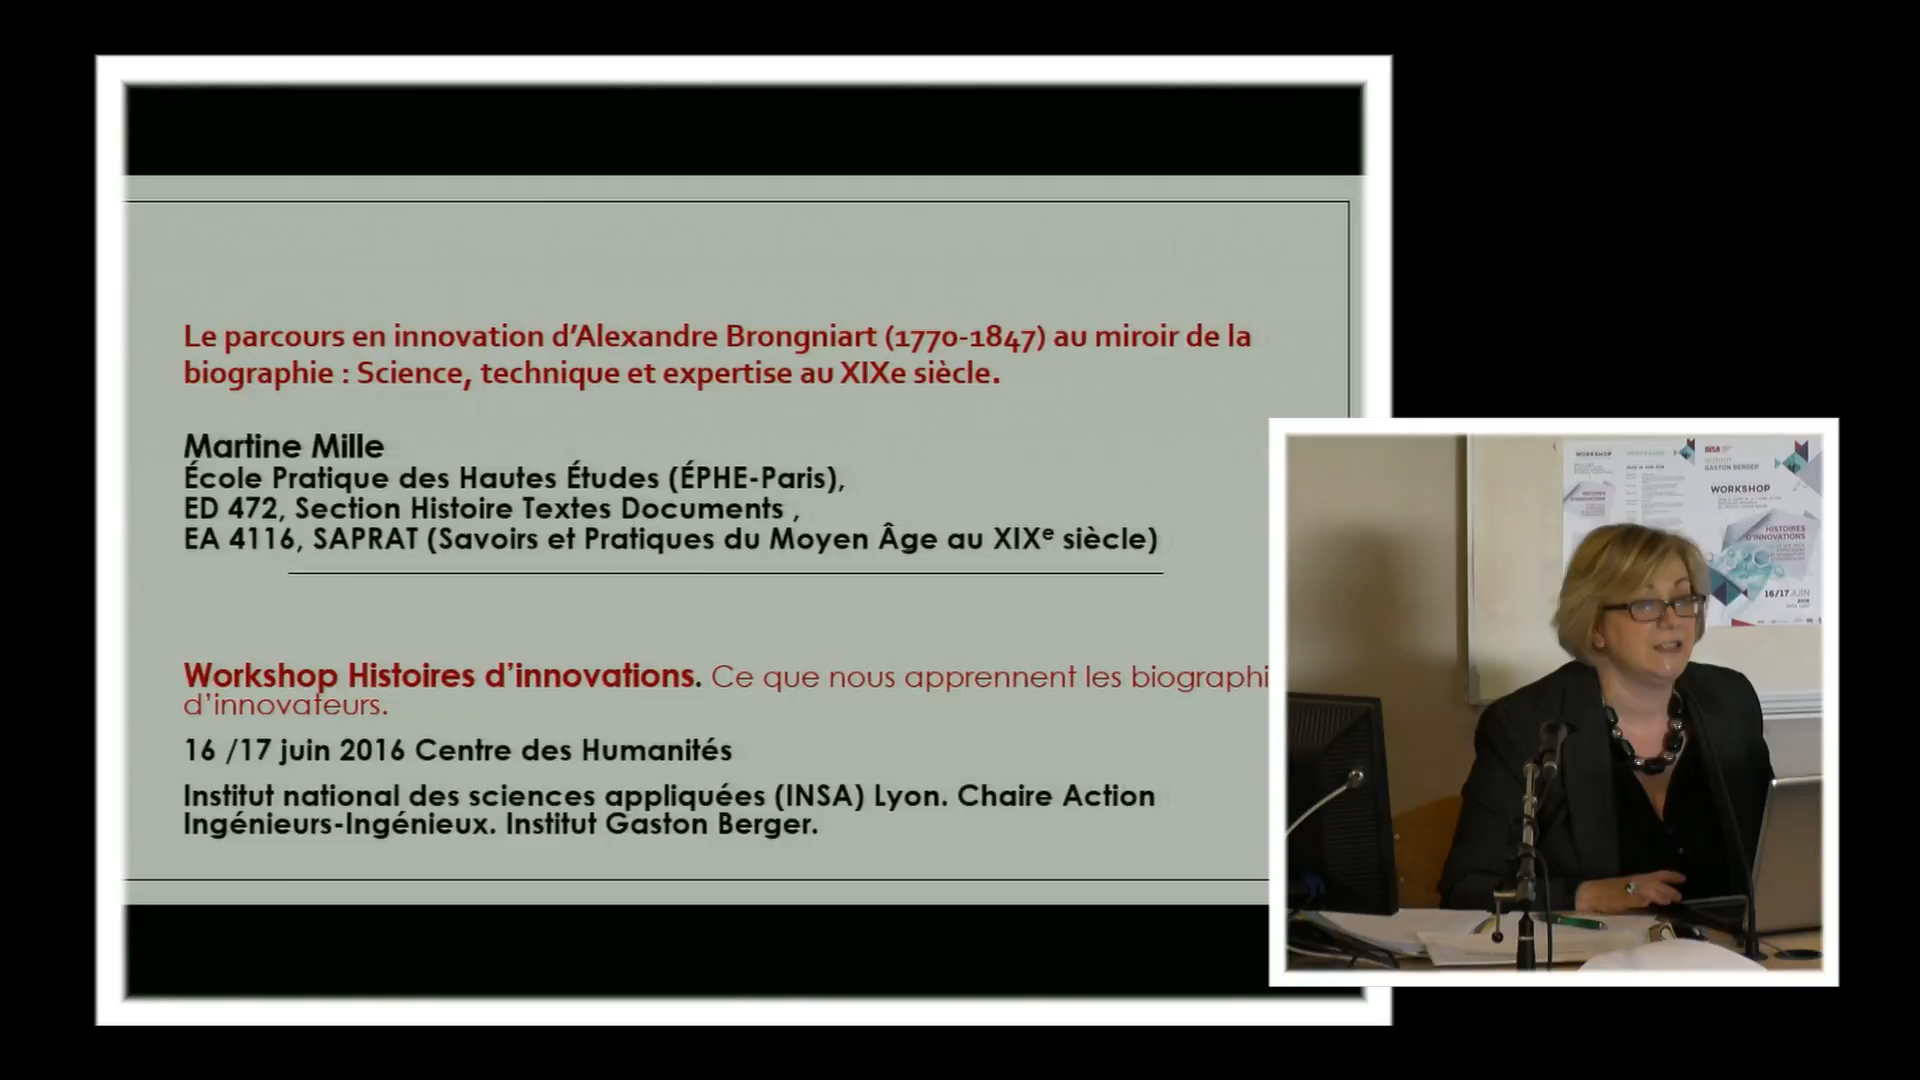 Le parcours en innovation d’Alexandre Brongniart (1770-1847) au miroir de la
biographie : Science, technique et expertise au XIXe siècle.
Martine Mille
École Pratique des Hautes Études (ÉPHE-Paris),
ED 472, Section Histoire Textes Documents ,
EA 4116, SAPRAT (Savoirs et Pratiques du Moyen Âge au XIXe siècle)
Workshop Histoires d’innovations. Ce que nous apprennent les biographi
d’innovateurs.
16 /17 juin 2016 Centre des Humanités
Institut national des sciences appliquées (INSA) Lyon. Chaire Action
Ingénieurs-Ingénieux. Institut Gaston Berger.
WORKSHOP
INSA
GASTON BERGER
WORKSHOP
HISTOIRES
D'INNOVATIONS
16/17 JUIN